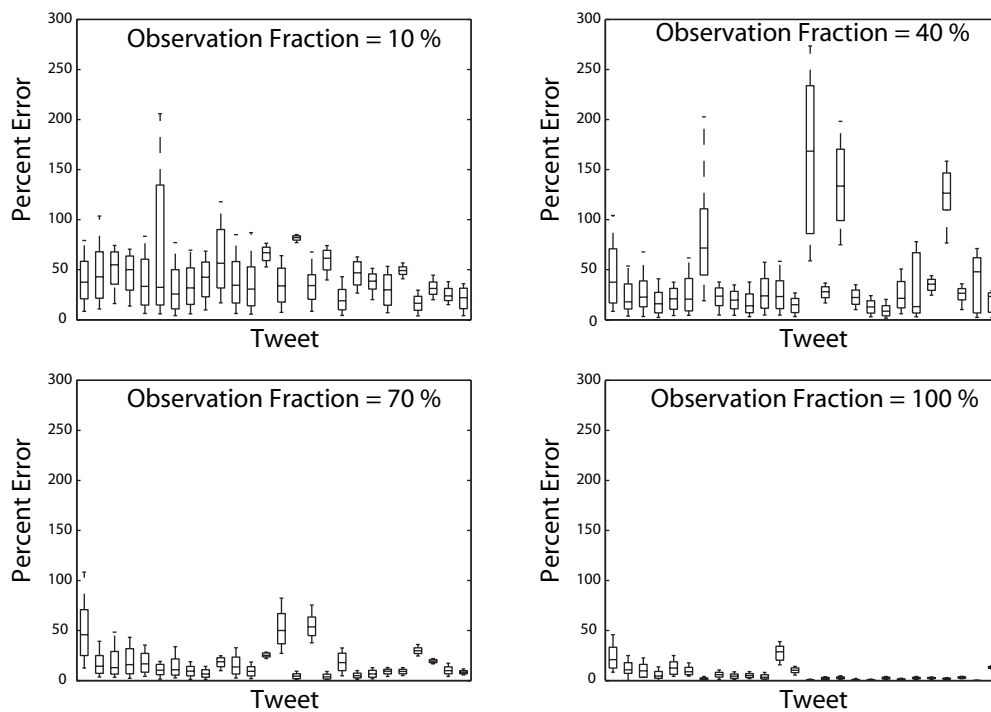 Observation Fraction = 10 %
300
250
200
150
100
50
0
Percent Error
Tweet
Observation Fraction = 40 %
300
250
200
150
100
50
0
Percent Error
Tweet
Observation Fraction = 70 %
300
250
200
150
100
50
0
Percent Error
Tweet
Observation Fraction = 100 %
300
250
200
150
100
50
0
Percent Error
Tweet